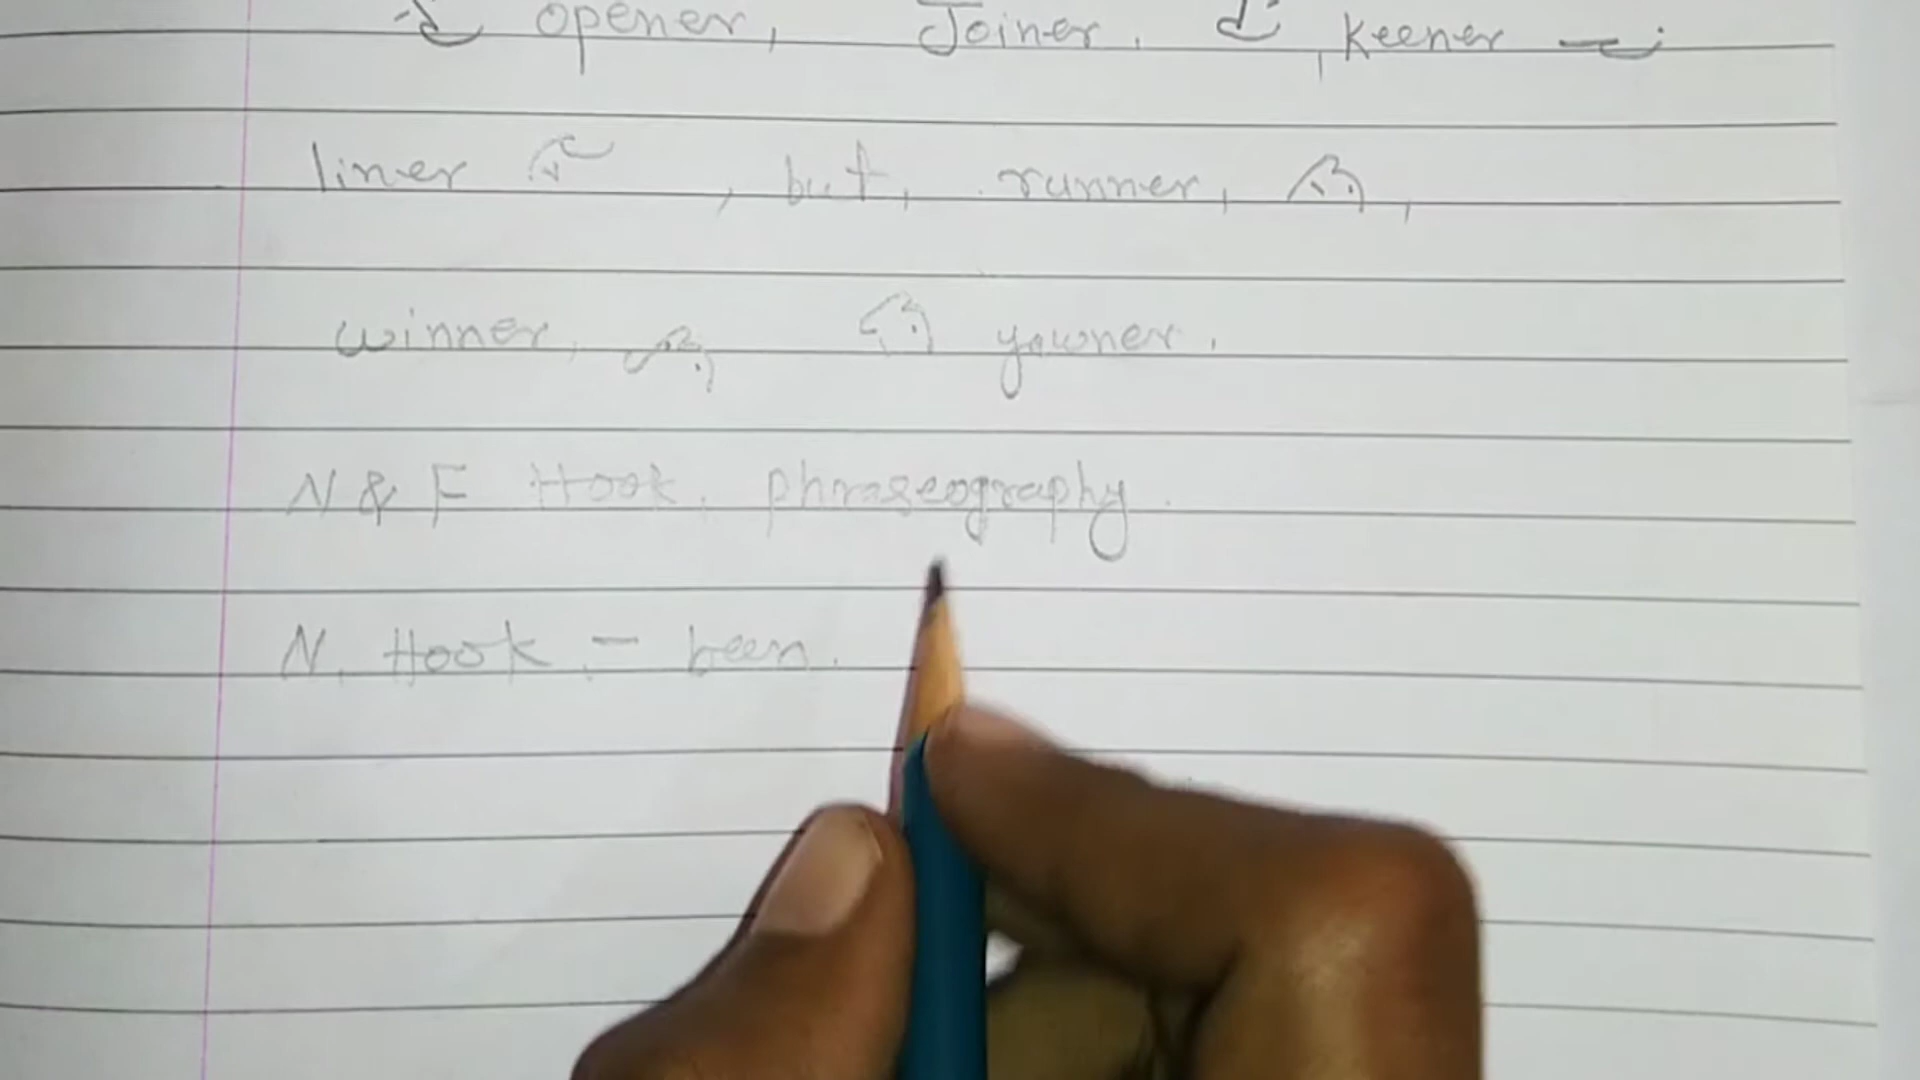 opener, Joiner. , Keener
liner , but, runner, ,
winner, yawner.
N & F Hook, phraseography.
N. Hook - been.